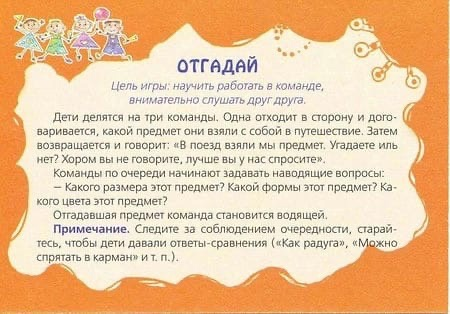 ОТГАДАЙ
Цель игры: научить работать в команде,
внимательно слушать друг друга.
Дети делятся на три команды. Одна отходит в сторону и дого-
варивается, какой предмет они взяли с собой в путешествие. Затем
возвращается и говорит: «В поезд взяли мы предмет. Угадаете иль
нет? Хором вы не говорите, лучше вы у нас спросите».
Команды по очереди начинают задавать наводящие вопросы:
– Какого размера этот предмет? Какой формы этот предмет? Ка-
кого цвета этот предмет?
Отгадавшая предмет команда становится водящей.
Примечание. Следите за соблюдением очередности, старай-
тесь, чтобы дети давали ответы-сравнения («Как радуга», «Можно
спрятать в карман» и т. п.).